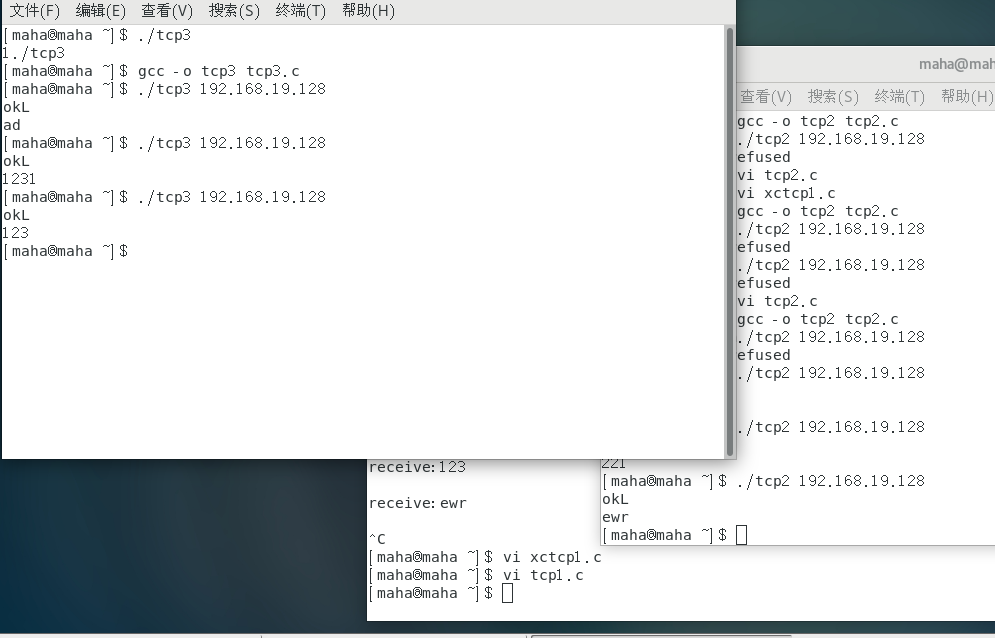 文件(F) 编辑(E) 查看(V) 搜索(S) 终端(T) 帮助(H)
[maha@maha ~]$ ./tcp3
1./tcp3
[maha@maha ~]$ gcc -o tcp3 tcp3.c
[maha@maha ~]$ ./tcp3 192.168.19.128
okL
ad
[maha@maha ~]$ ./tcp3 192.168.19.128
okL
1231
[maha@maha ~]$ ./tcp3 192.168.19.128
okL
123
[maha@maha ~]$
maha@mah
查看(V) 搜索(S) 终端(T) 帮助(H)
gcc -o tcp2 tcp2.c
./tcp2 192.168.19.128
efused
vi tcp2.c
vi xctcp1.c
gcc -o tcp2 tcp2.c
./tcp2 192.168.19.128
efused
./tcp2 192.168.19.128
efused
vi tcp2.c
gcc -o tcp2 tcp2.c
./tcp2 192.168.19.128
efused
./tcp2 192.168.19.128
./tcp2 192.168.19.128
221
[maha@maha ~]$ ./tcp2 192.168.19.128
okL
ewr
[maha@maha ~]$
receive:123
receive:ewr
^C
[maha@maha ~]$ vi xctcp1.c
[maha@maha ~]$ vi tcp1.c
[maha@maha ~]$